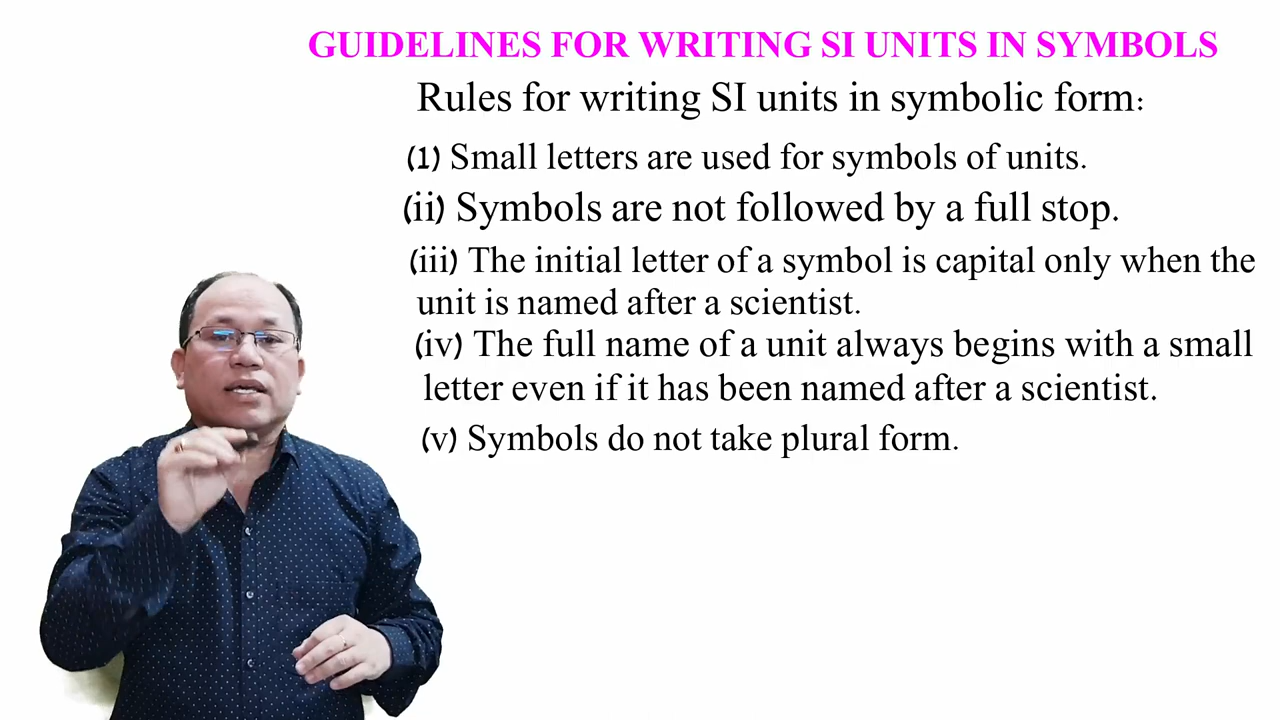 GUIDELINES FOR WRITING SI UNITS IN SYMBOLS
Rules for writing SI units in symbolic form:
(1) Small letters are used for symbols of units.
(ii) Symbols are not followed by a full stop.
(iii) The initial letter of a symbol is capital only when the
unit is named after a scientist.
(iv) The full name of a unit always begins with a small
letter even if it has been named after a scientist.
(v) Symbols do not take plural form.